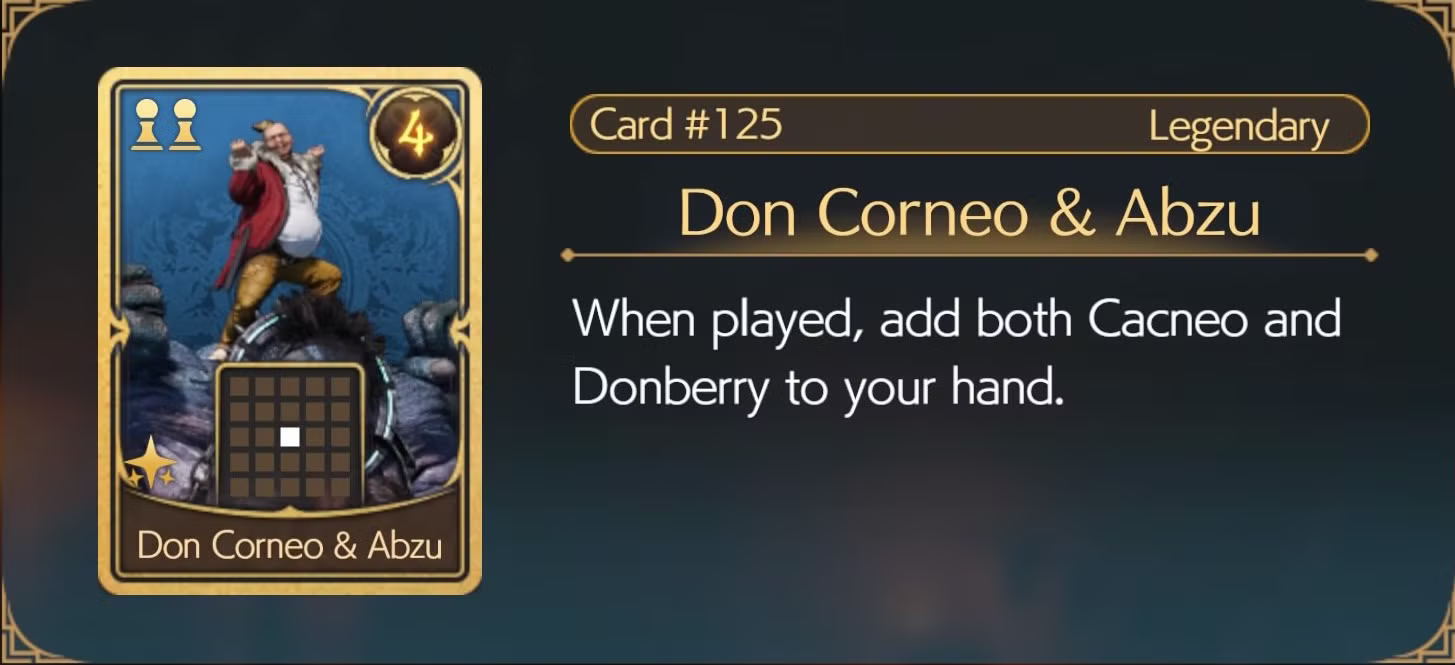 4
Don Corneo & Abzu
Card #125 Legendary
Don Corneo & Abzu
When played, add both Cacneo and
Donberry to your hand.